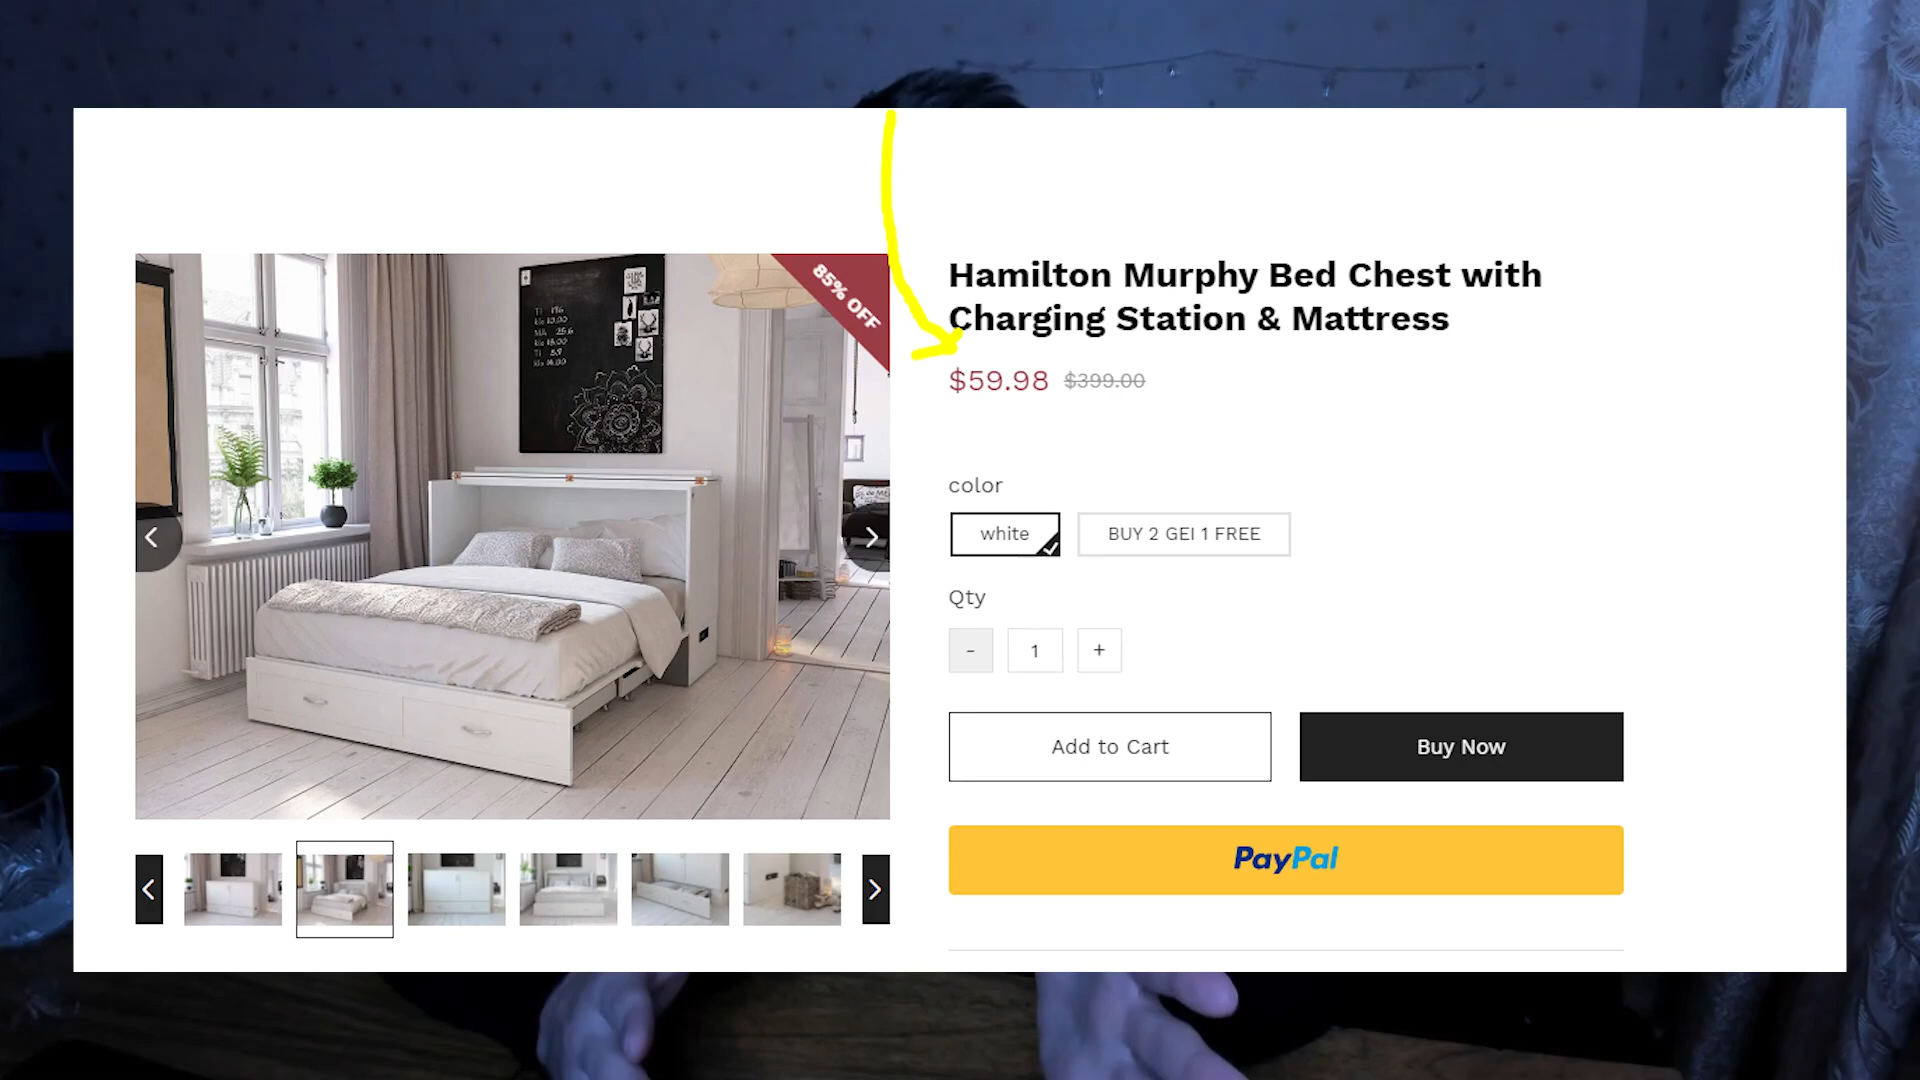 85% OFF
Hamilton Murphy Bed Chest with
Charging Station & Mattress
$59.98 $399.00
color
white BUY 2 GEI 1 FREE
Qty
- 1 +
Add to Cart Buy Now
PayPal